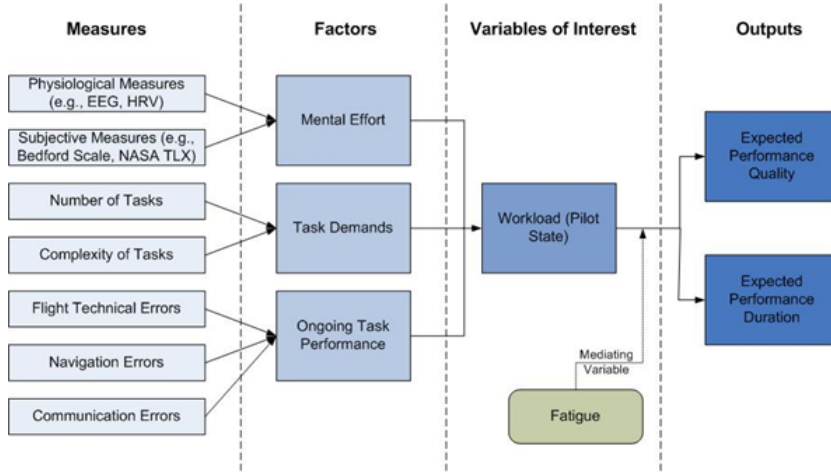 Measures
Factors
Variables of Interest
Outputs
Physiological Measures
(e.g., EEG, HRV)
Subjective Measures (e.g.,
Bedford Scale, NASA TLX)
Number of Tasks
Complexity of Tasks
Flight Technical Errors
Navigation Errors
Communication Errors
Mental Effort
Task Demands
Ongoing Task
Performance
Workload (Pilot
State)
Mediating
Variable
Fatigue
Expected
Performance
Quality
Expected
Performance
Duration